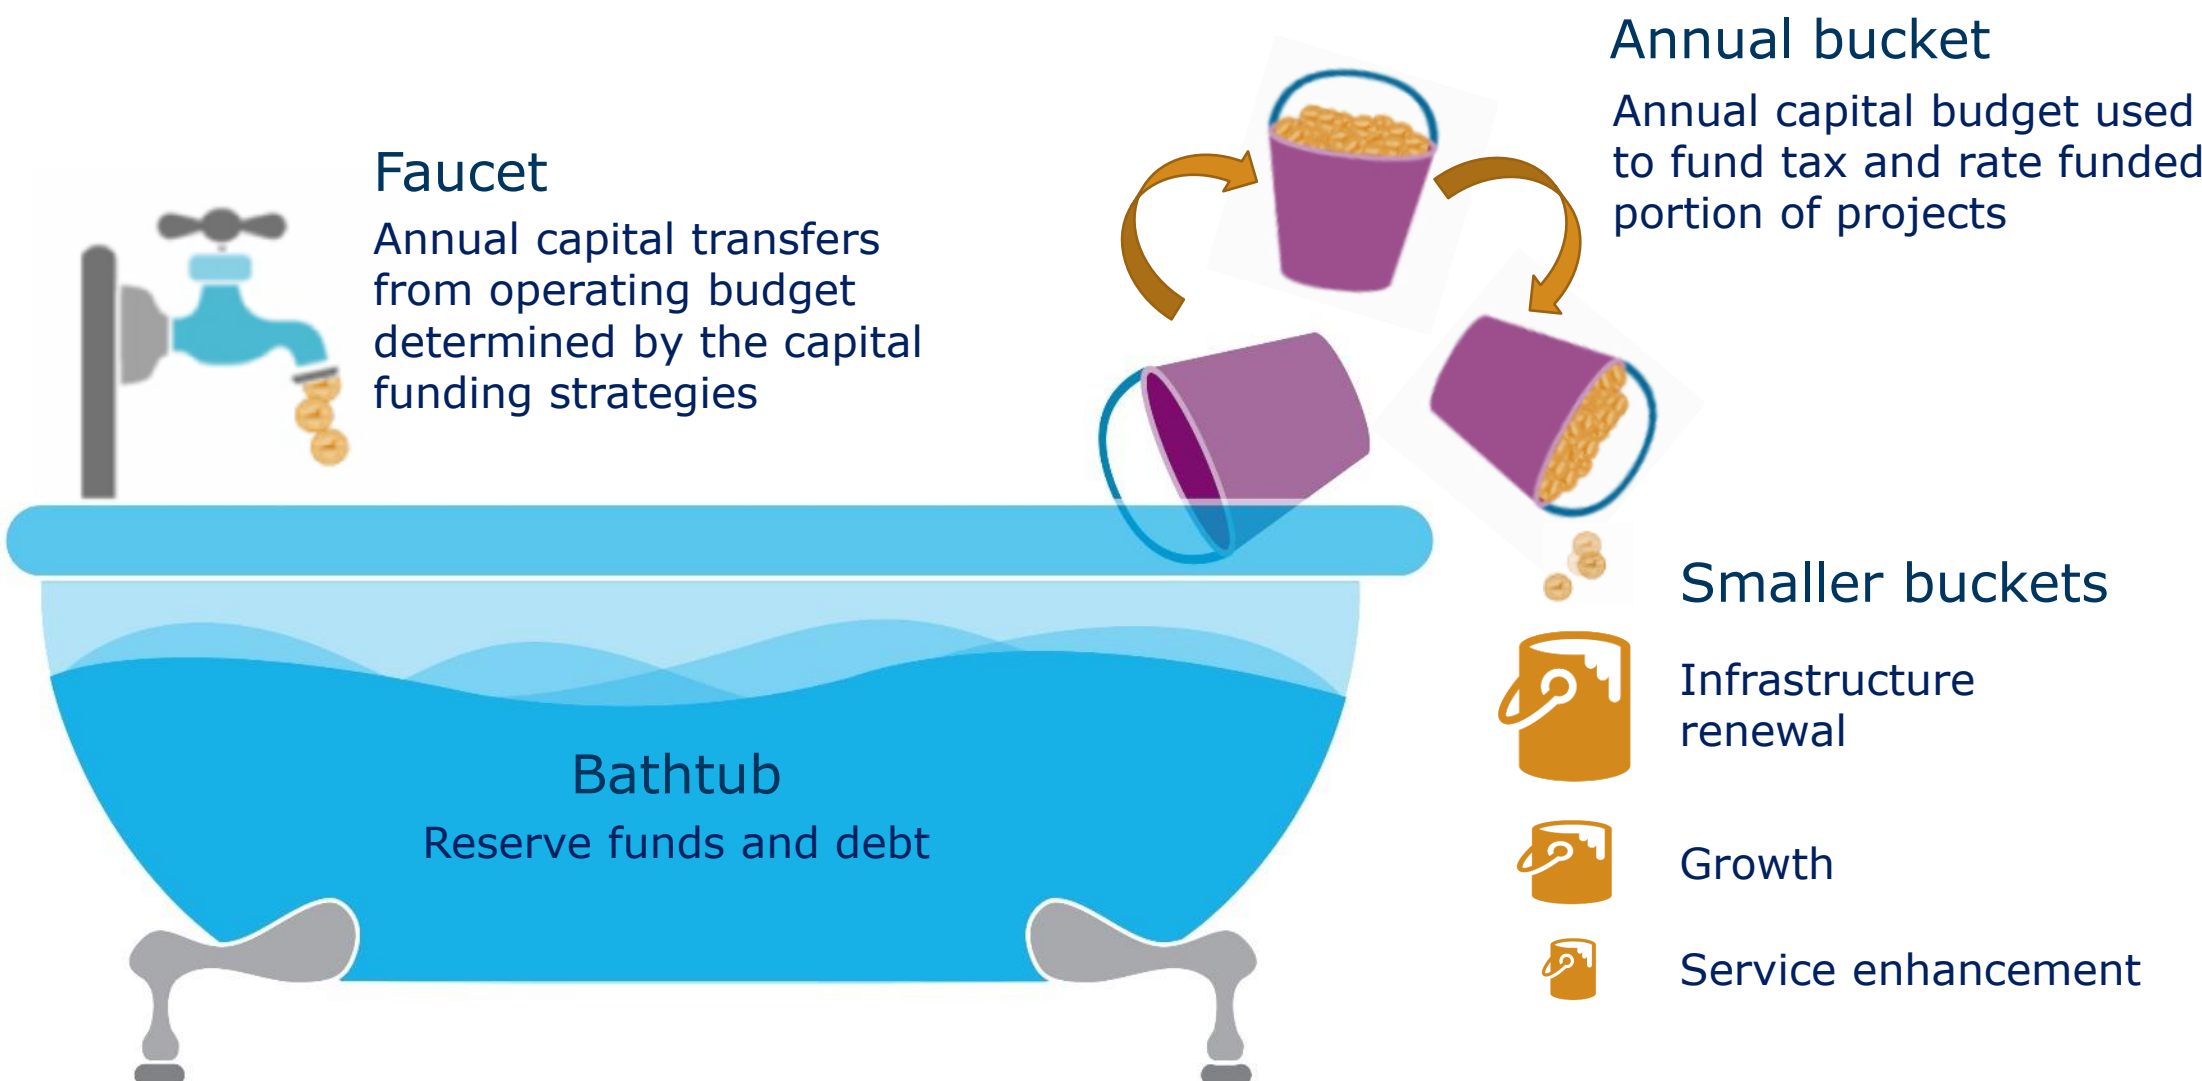 Faucet
Annual capital transfers
from operating budget
determined by the capital
funding strategies
Annual bucket
Annual capital budget used
to fund tax and rate funded
portion of projects
Bathtub
Reserve funds and debt
Smaller buckets
Infrastructure
renewal
Growth
Service enhancement